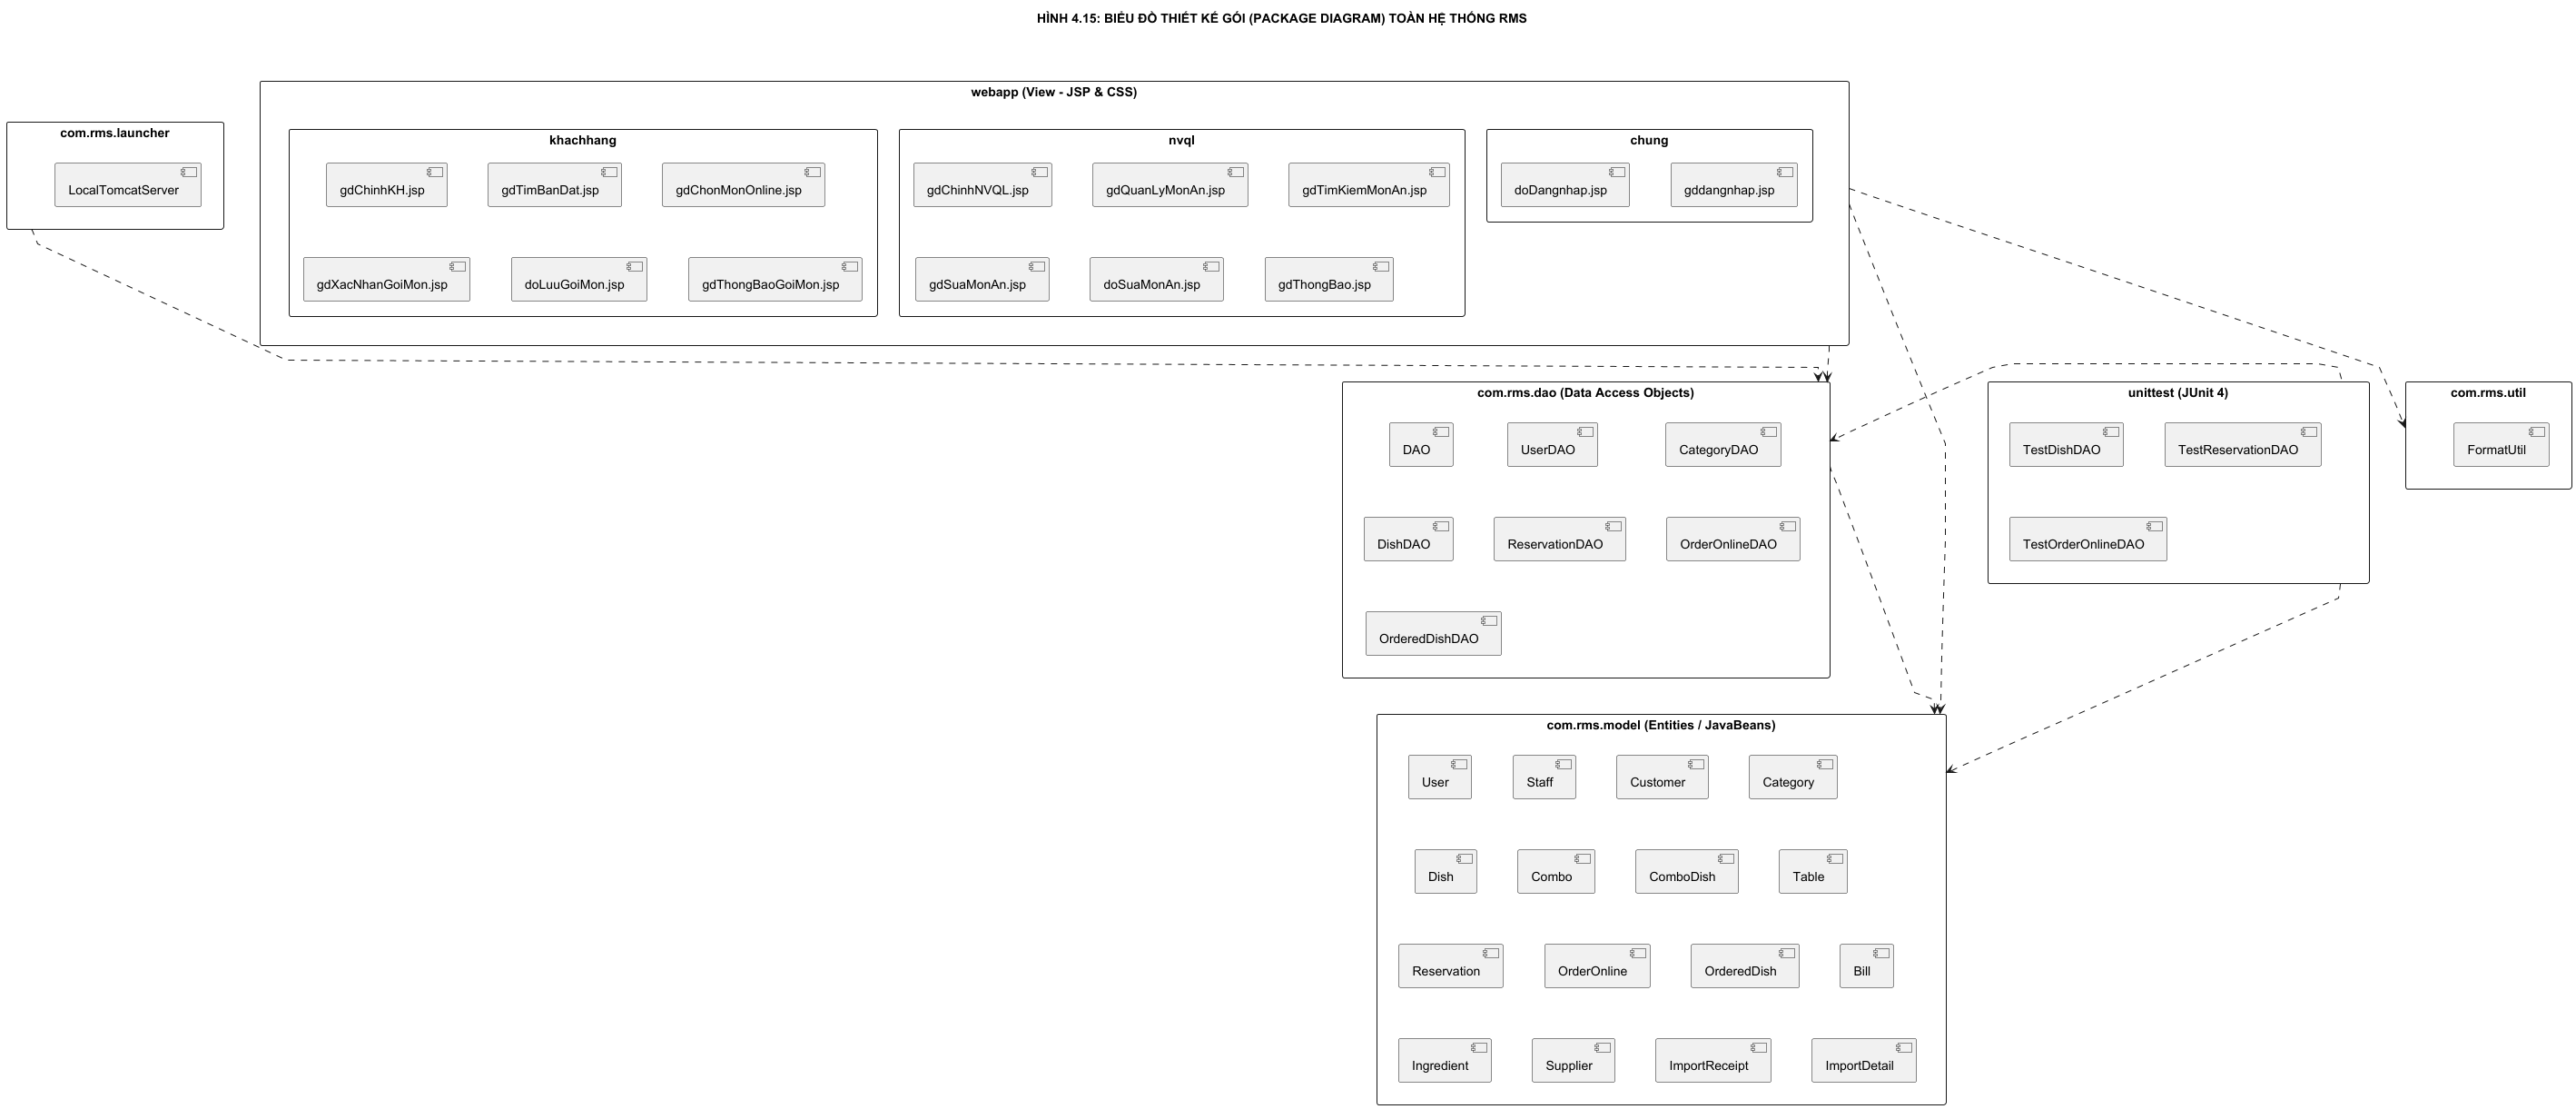 HÌNH 4.15: BIỂU ĐỒ THIẾT KẾ GÓI (PACKAGE DIAGRAM) TOÀN HỆ THỐNG RMS
com.rms.launcher
LocalTomcatServer
webapp (View - JSP & CSS)
khachhang
gdChinhKH.jsp
gdTimBanDat.jsp
gdChonMonOnline.jsp
gdXacNhanGoiMon.jsp
doLuuGoiMon.jsp
gdThongBaoGoiMon.jsp
nvql
gdChinhNVQL.jsp
gdQuanLyMonAn.jsp
gdTimKiemMonAn.jsp
gdSuaMonAn.jsp
doSuaMonAn.jsp
gdThongBao.jsp
chung
doDangnhap.jsp
gddangnhap.jsp
com.rms.dao (Data Access Objects)
DAO
UserDAO
CategoryDAO
DishDAO
ReservationDAO
OrderOnlineDAO
OrderedDishDAO
unittest (JUnit 4)
TestDishDAO
TestReservationDAO
TestOrderOnlineDAO
com.rms.util
FormatUtil
com.rms.model (Entities / JavaBeans)
User
Staff
Customer
Category
Dish
Combo
ComboDish
Table
Reservation
OrderOnline
OrderedDish
Bill
Ingredient
Supplier
ImportReceipt
ImportDetail